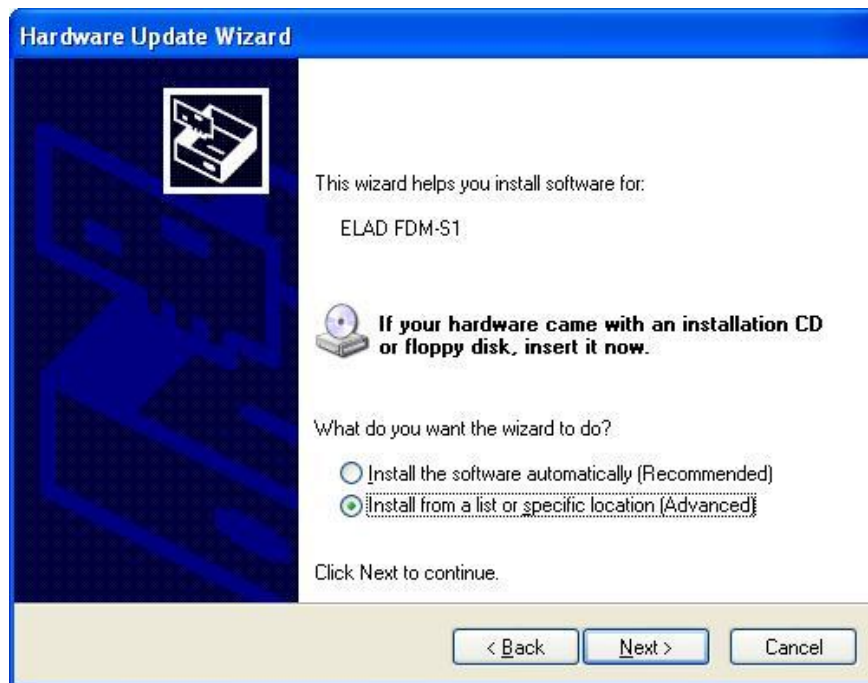 Hardware Update Wizard
This wizard helps you install software for:
ELAD FDM-S1
If your hardware came with an installation CD
or floppy disk, insert it now.
What do you want the wizard to do?
Install the software automatically (Recommended)
Install from a list or specific location (Advanced)
Click Next to continue.
< Back Next > Cancel